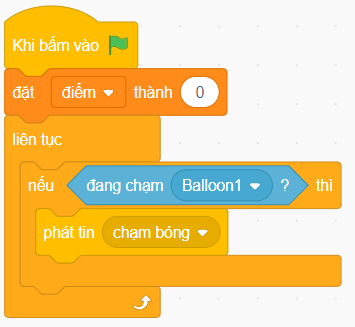 Khi bấm vào
đặt điểm thành 0
liên tục
nếu đang chạm Balloon1 ? thì
phát tin chạm bóng